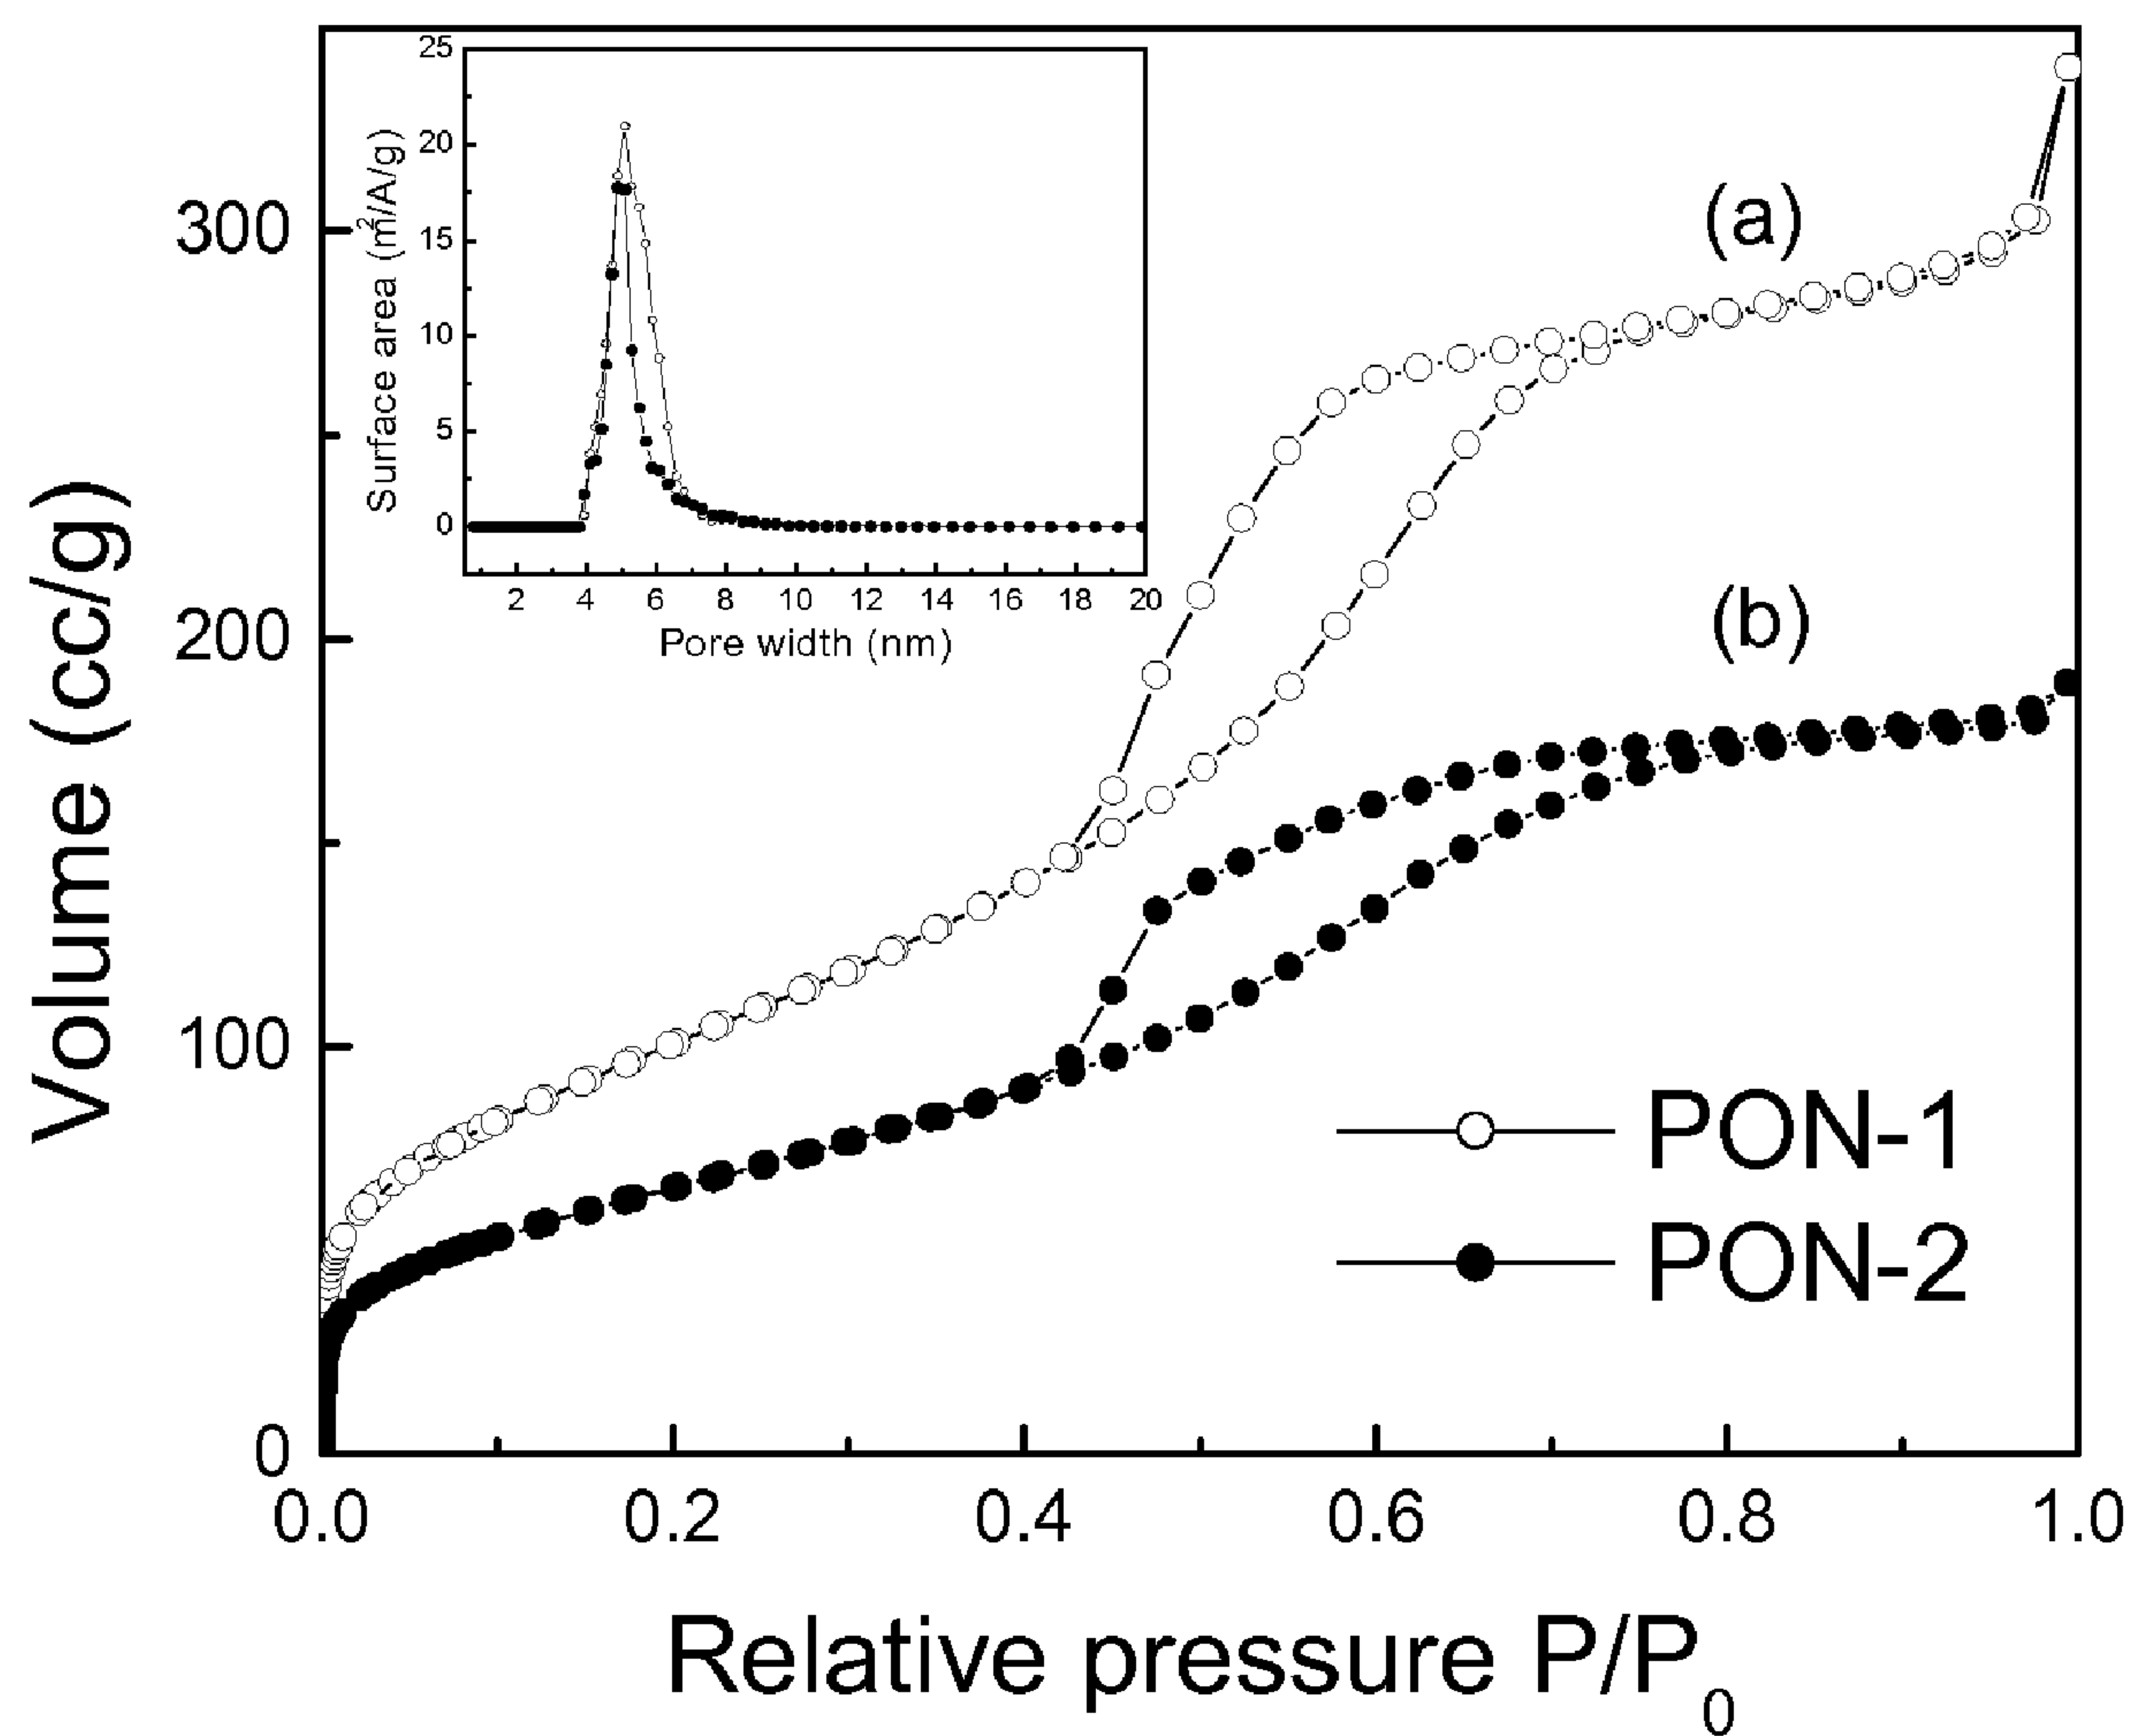 25
20
15
10
5
0
Surface area (m²/A/g)
2 4 6 8 10 12 14 16 18 20
Pore width (nm)
(a)
(b)
300
200
100
0
Volume (cc/g)
PON-1
PON-2
0.0 0.2 0.4 0.6 0.8 1.0
Relative pressure P/P₀